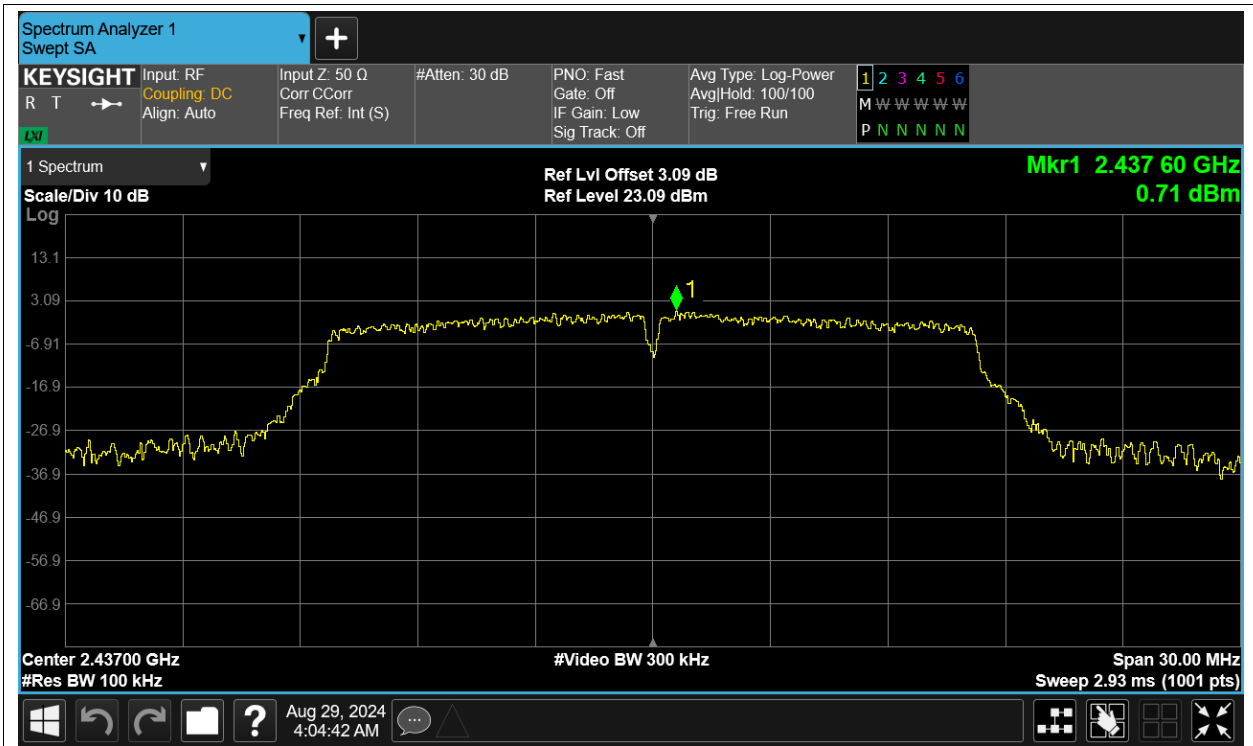 Spectrum Analyzer 1
Swept SA
KEYSIGHT
R T
LXI
Input: RF
Coupling: DC
Align: Auto
Input Z: 50 Ω
Corr CCorr
Freq Ref: Int (S)
#Atten: 30 dB
PNO: Fast
Gate: Off
IF Gain: Low
Sig Track: Off
Avg Type: Log-Power
Avg|Hold: 100/100
Trig: Free Run
1 2 3 4 5 6
M W W W W W
P N N N N N
1 Spectrum
Scale/Div 10 dB
Ref Lvl Offset 3.09 dB
Ref Level 23.09 dBm
Mkr1 2.437 60 GHz
0.71 dBm
Log
13.1
3.09
-6.91
-16.9
-26.9
-36.9
-46.9
-56.9
-66.9
1
Center 2.43700 GHz
#Video BW 300 kHz
Span 30.00 MHz
#Res BW 100 kHz
Sweep 2.93 ms (1001 pts)
?
Aug 29, 2024
4:04:42 AM